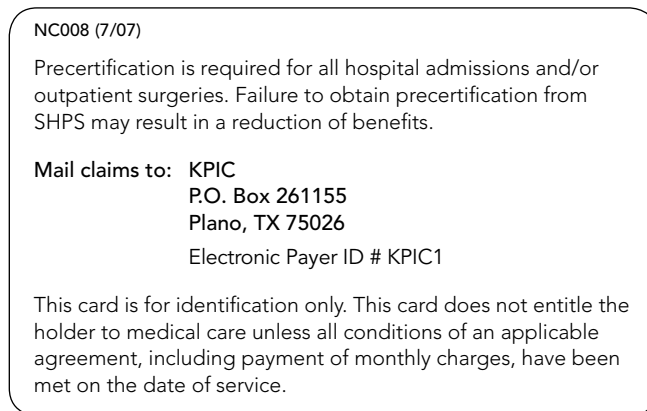 NC008 (7/07)
Precertification is required for all hospital admissions and/or
outpatient surgeries. Failure to obtain precertification from
SHPS may result in a reduction of benefits.
Mail claims to: KPIC
P.O. Box 261155
Plano, TX 75026
Electronic Payer ID # KPIC1
This card is for identification only. This card does not entitle the
holder to medical care unless all conditions of an applicable
agreement, including payment of monthly charges, have been
met on the date of service.